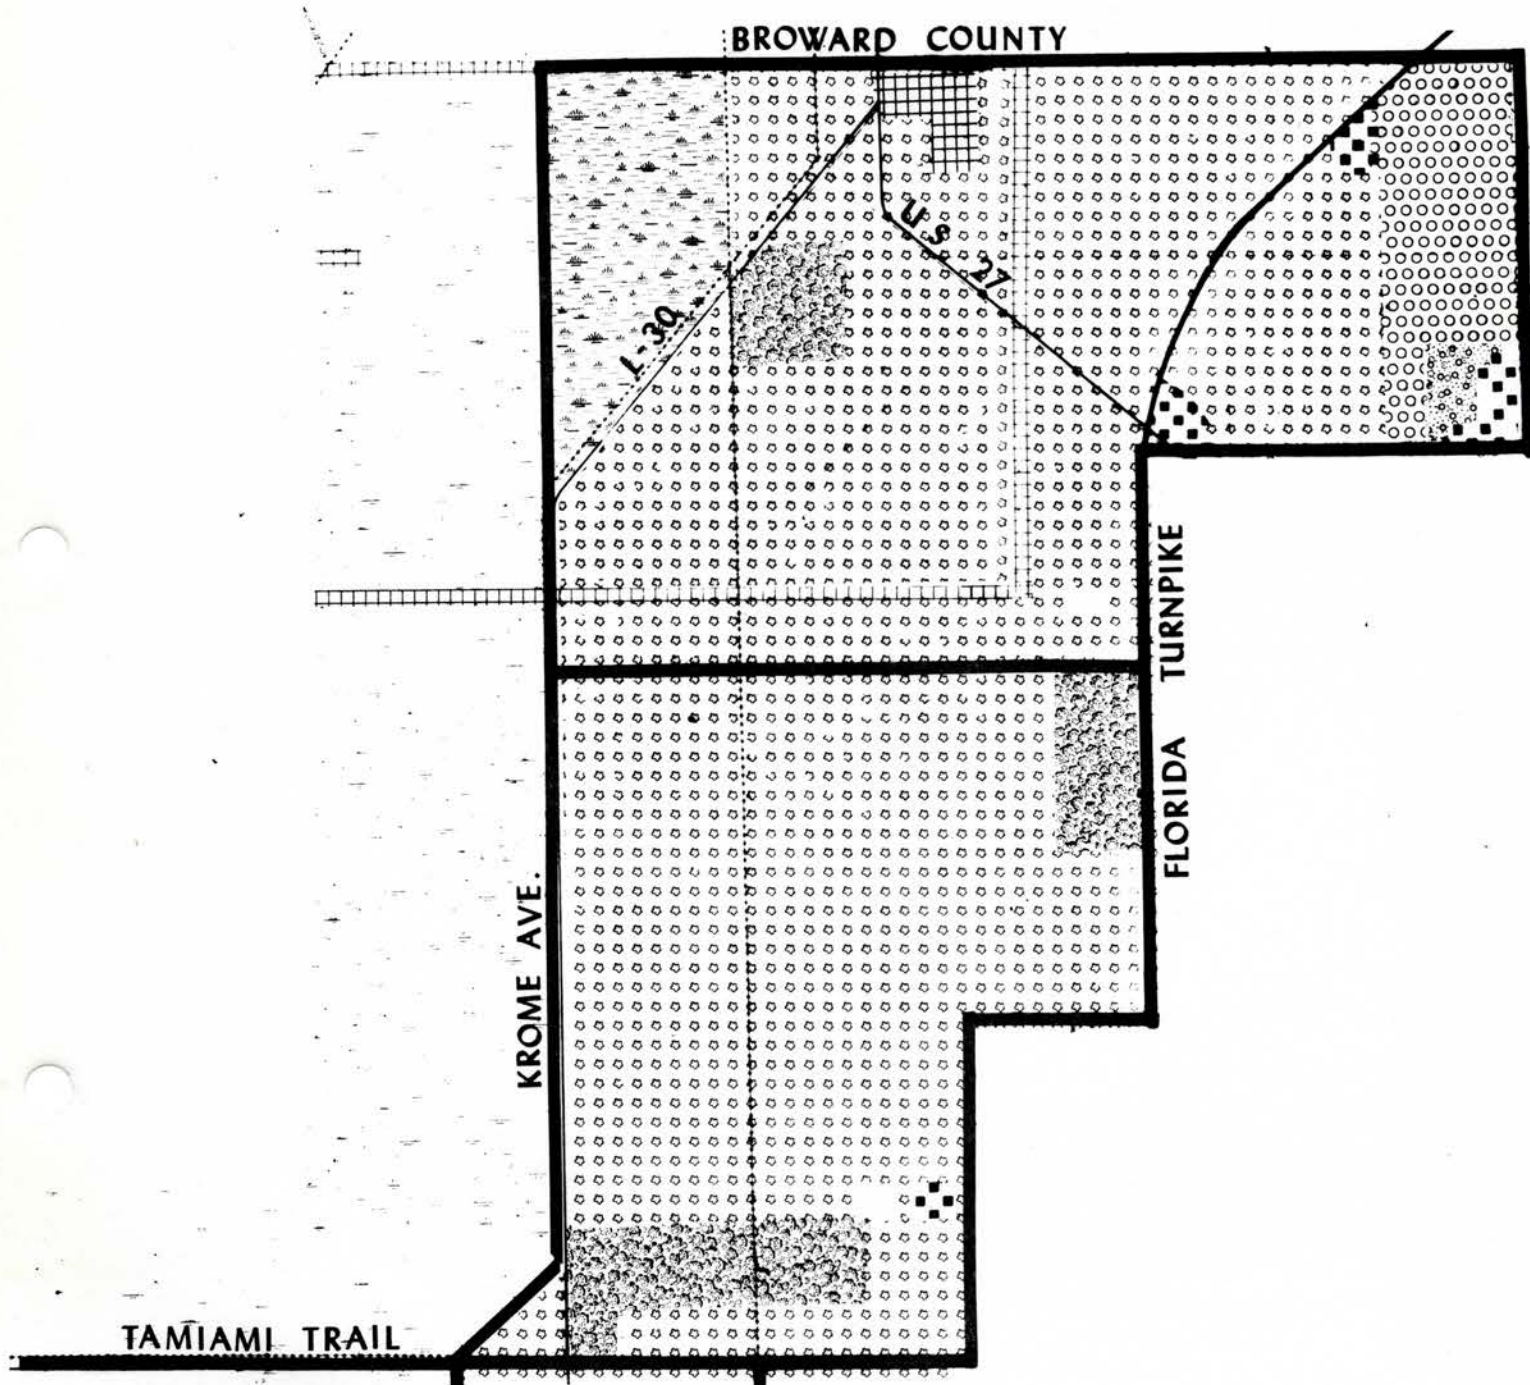 BROWARD COUNTY
U S 27
L-30
FLORIDA TURNPIKE
KROME AVE.
TAMIAMI TRAIL